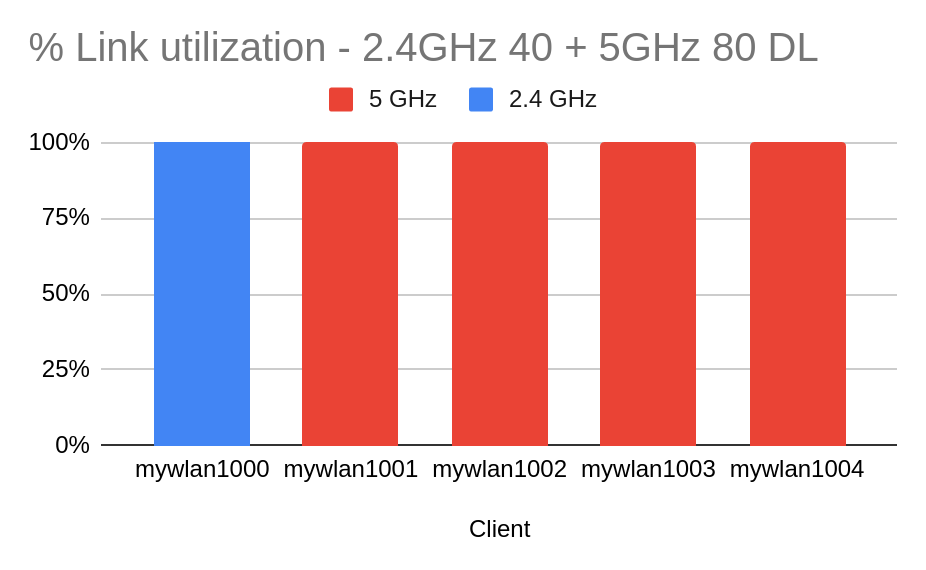 % Link utilization - 2.4GHz 40 + 5GHz 80 DL
5 GHz 2.4 GHz
100%
75%
50%
25%
0%
mywlan1000 mywlan1001 mywlan1002 mywlan1003 mywlan1004
Client